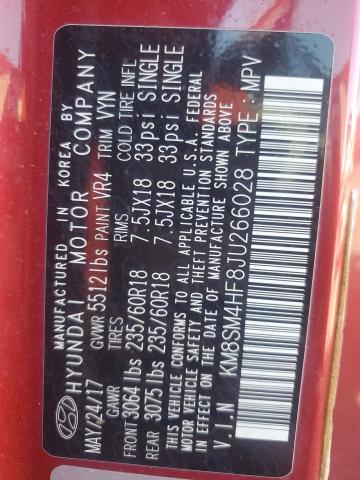 MANUFACTURED IN KOREA BY
HYUNDAI MOTOR COMPANY
MAY/24/17 GVWR 5512 lbs PAINT VR4 TRIM VYN
GAWR TIRES RIMS COLD TIRE INFL
FRONT 3064 lbs 235/60R18 7.5JX18 33psi SINGLE
REAR 3075 lbs 235/60R18 7.5JX18 33psi SINGLE
THIS VEHICLE CONFORMS TO ALL APPLICABLE U.S.A. FEDERAL
MOTOR VEHICLE SAFETY AND THEFT PREVENTION STANDARDS
IN EFFECT ON THE DATE OF MANUFACTURE SHOWN ABOVE
V.I.N KM8SM4HF8JU266028 TYPE: MPV